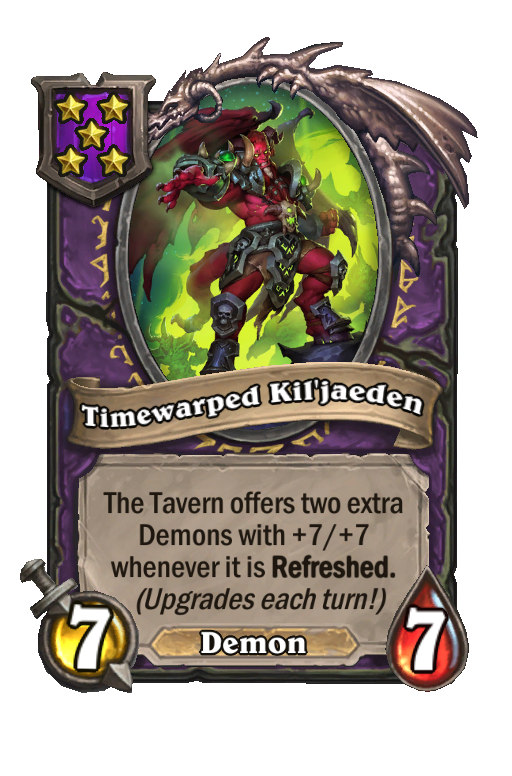 Timewarped Kil'jaeden
The Tavern offers two extra
Demons with +7/+7
whenever it is Refreshed.
(Upgrades each turn!)
7
Demon
7